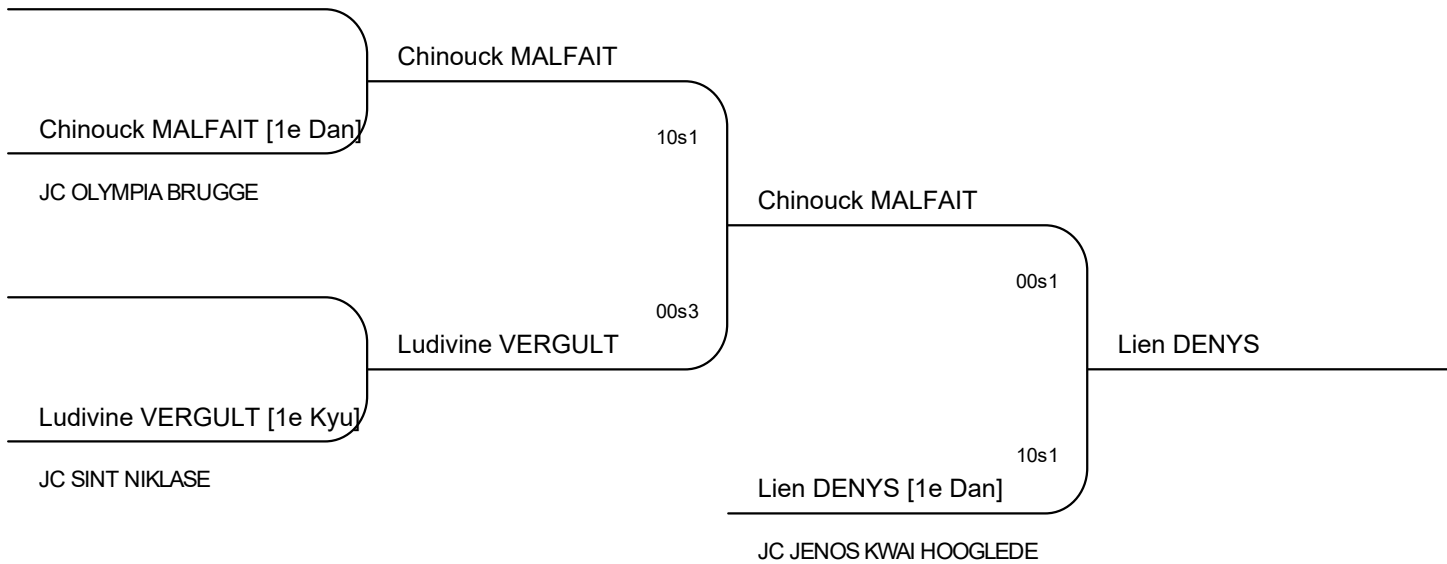 Chinouck MALFAIT
Chinouck MALFAIT [1e Dan]
10s1
JC OLYMPIA BRUGGE
Chinouck MALFAIT
00s1
00s3
Ludivine VERGULT
Lien DENYS
Ludivine VERGULT [1e Kyu]
10s1
JC SINT NIKLASE
Lien DENYS [1e Dan]
JC JENOS KWAI HOOGLEDE